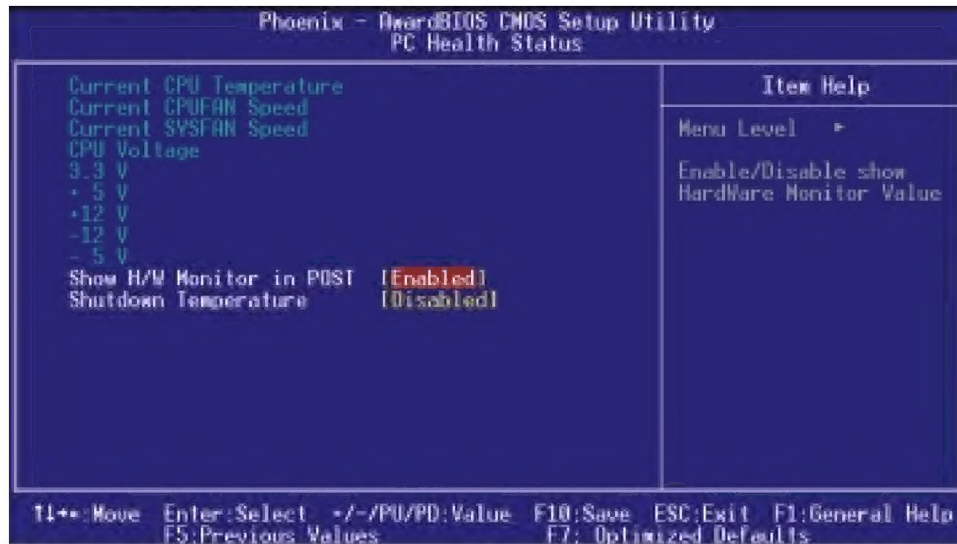 Phoenix - AwardBIOS CMOS Setup Utility
PC Health Status
Current CPU Temperature
Current CPUFAN Speed
Current SYSFAN Speed
CPU Voltage
3.3 V
+ 5 V
+12 V
-12 V
- 5 V
Show H/W Monitor in POST [Enabled]
Shutdown Temperature [Disabled]
Item Help
Menu Level ►
Enable/Disable show
HardWare Monitor Value
↑↓→←:Move Enter:Select +/-/PU/PD:Value F10:Save ESC:Exit F1:General Help
F5:Previous Values F7: Optimized Defaults